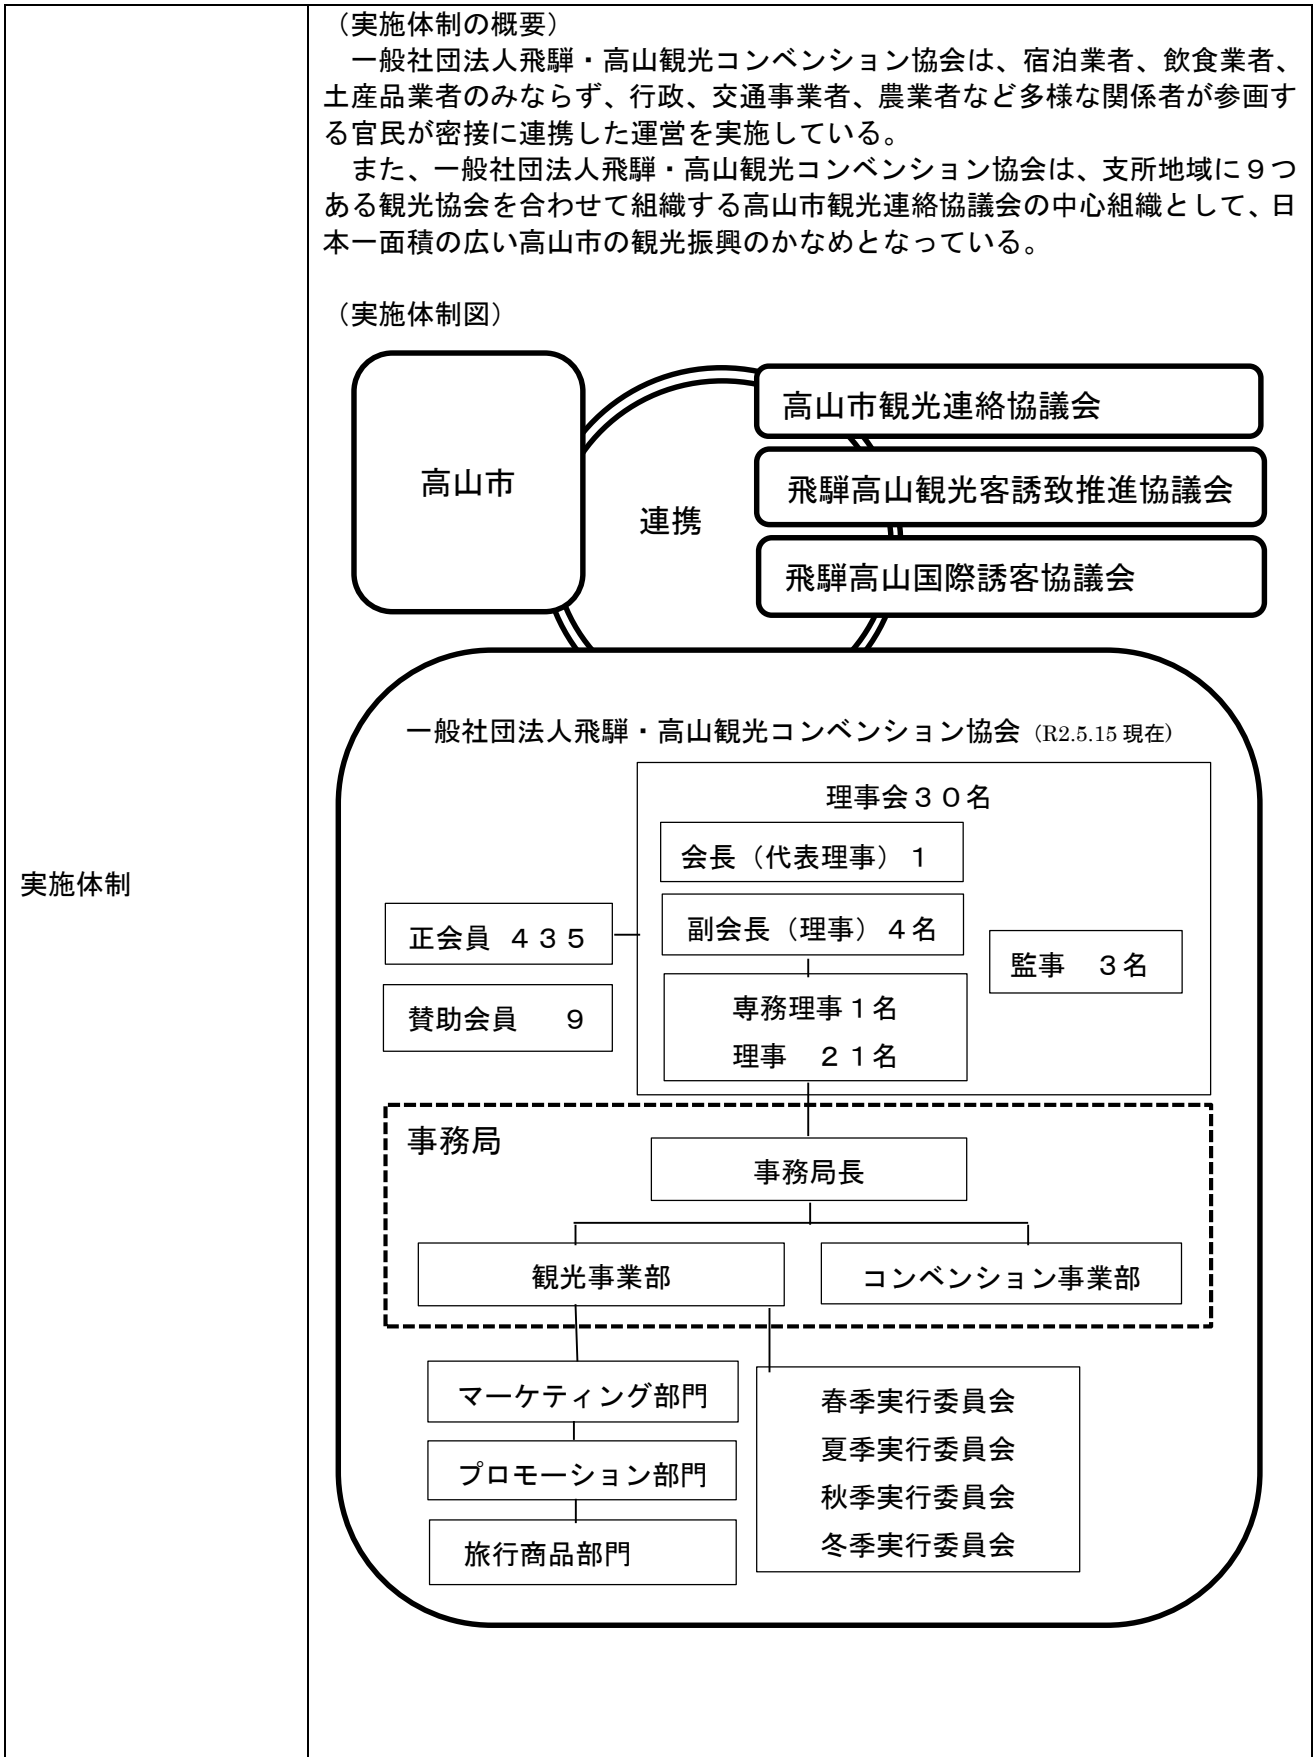 実施体制
（実施体制の概要）
一般社団法人飛騨・高山観光コンベンション協会は、宿泊業者、飲食業者、
土産品業者のみならず、行政、交通事業者、農業者など多様な関係者が参画す
る官民が密接に連携した運営を実施している。
また、一般社団法人飛騨・高山観光コンベンション協会は、支所地域に９つ
ある観光協会を合わせて組織する高山市観光連絡協議会の中心組織として、日
本一面積の広い高山市の観光振興のかなめとなっている。
（実施体制図）
高山市
連携
高山市観光連絡協議会
飛騨高山観光客誘致推進協議会
飛騨高山国際誘客協議会
一般社団法人飛騨・高山観光コンベンション協会（R2.5.15 現在）
理事会３０名
会長（代表理事）１
副会長（理事）４名
正会員　４３５
監事　３名
賛助会員　９
専務理事１名
理事　２１名
事務局
事務局長
観光事業部
コンベンション事業部
マーケティング部門
プロモーション部門
旅行商品部門
春季実行委員会
夏季実行委員会
秋季実行委員会
冬季実行委員会